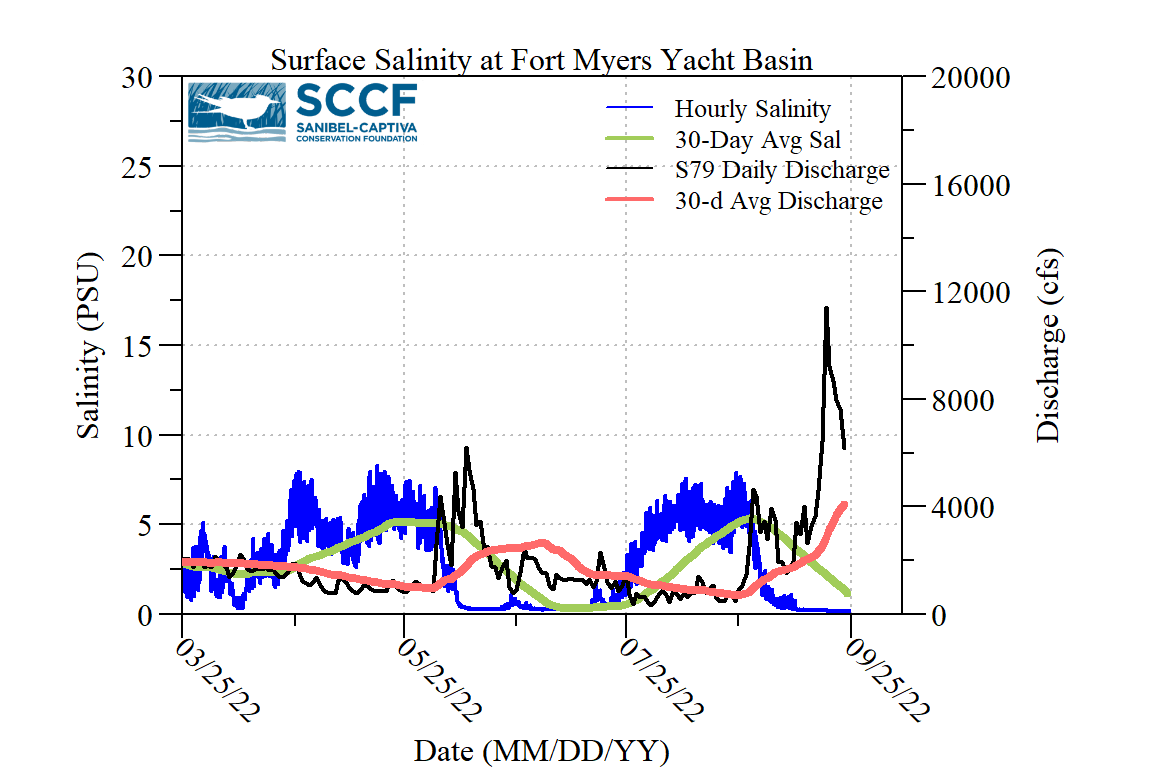 Surface Salinity at Fort Myers Yacht Basin
SCCF
SANIBEL-CAPTIVA
CONSERVATION FOUNDATION
Hourly Salinity
30-Day Avg Sal
S79 Daily Discharge
30-d Avg Discharge
Salinity (PSU)
30
25
20
15
10
5
0
20000
16000
12000
8000
4000
0
Discharge (cfs)
03/25/22
05/25/22
07/25/22
09/25/22
Date (MM/DD/YY)